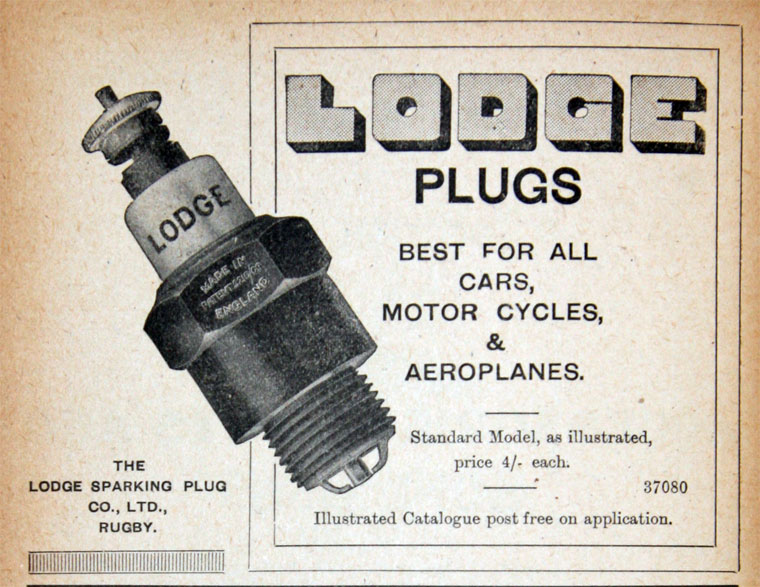 LODGE
PLUGS
BEST FOR ALL
CARS,
MOTOR CYCLES,
&
AEROPLANES.
Standard Model, as illustrated,
price 4/- each.
37080
Illustrated Catalogue post free on application.
LODGE
MADE IN
ENGLAND
THE
LODGE SPARKING PLUG
CO., LTD.,
RUGBY.